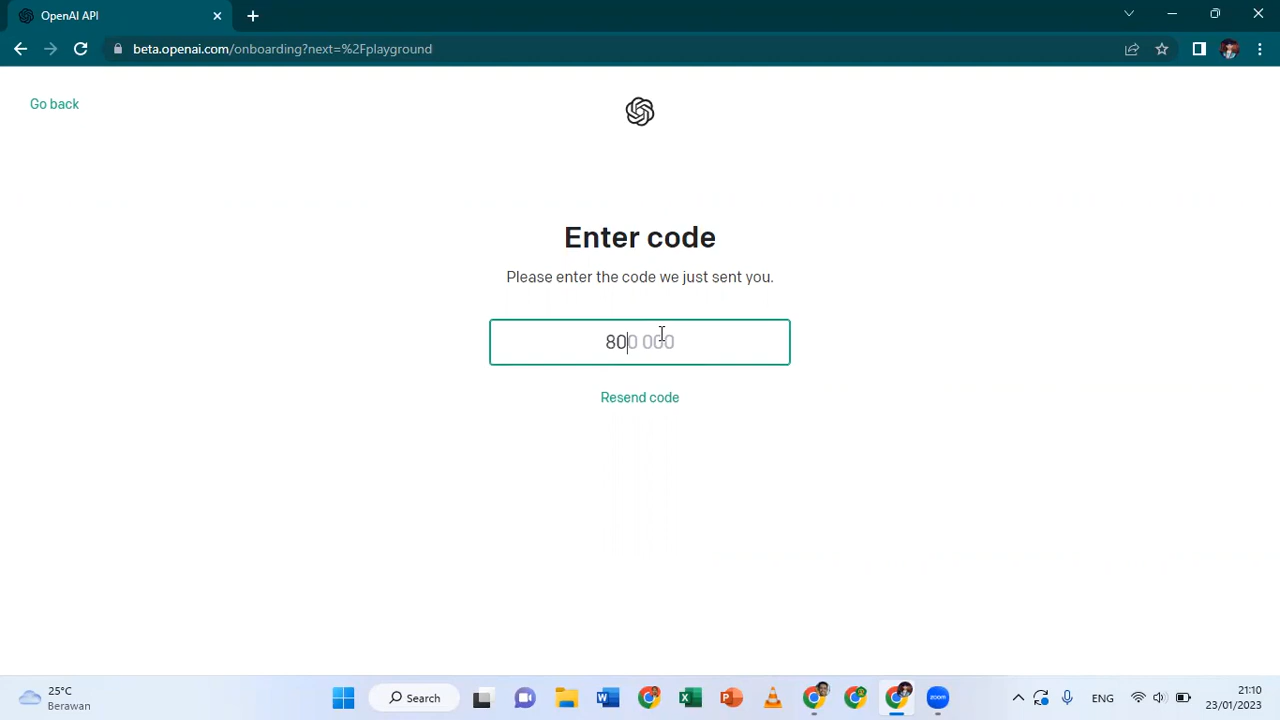 OpenAI API
beta.openai.com/onboarding?next=%2Fplayground
Go back
Enter code
Please enter the code we just sent you.
800 000
Resend code
25°C
Berawan
Search
zoom
ENG
21:10
23/01/2023